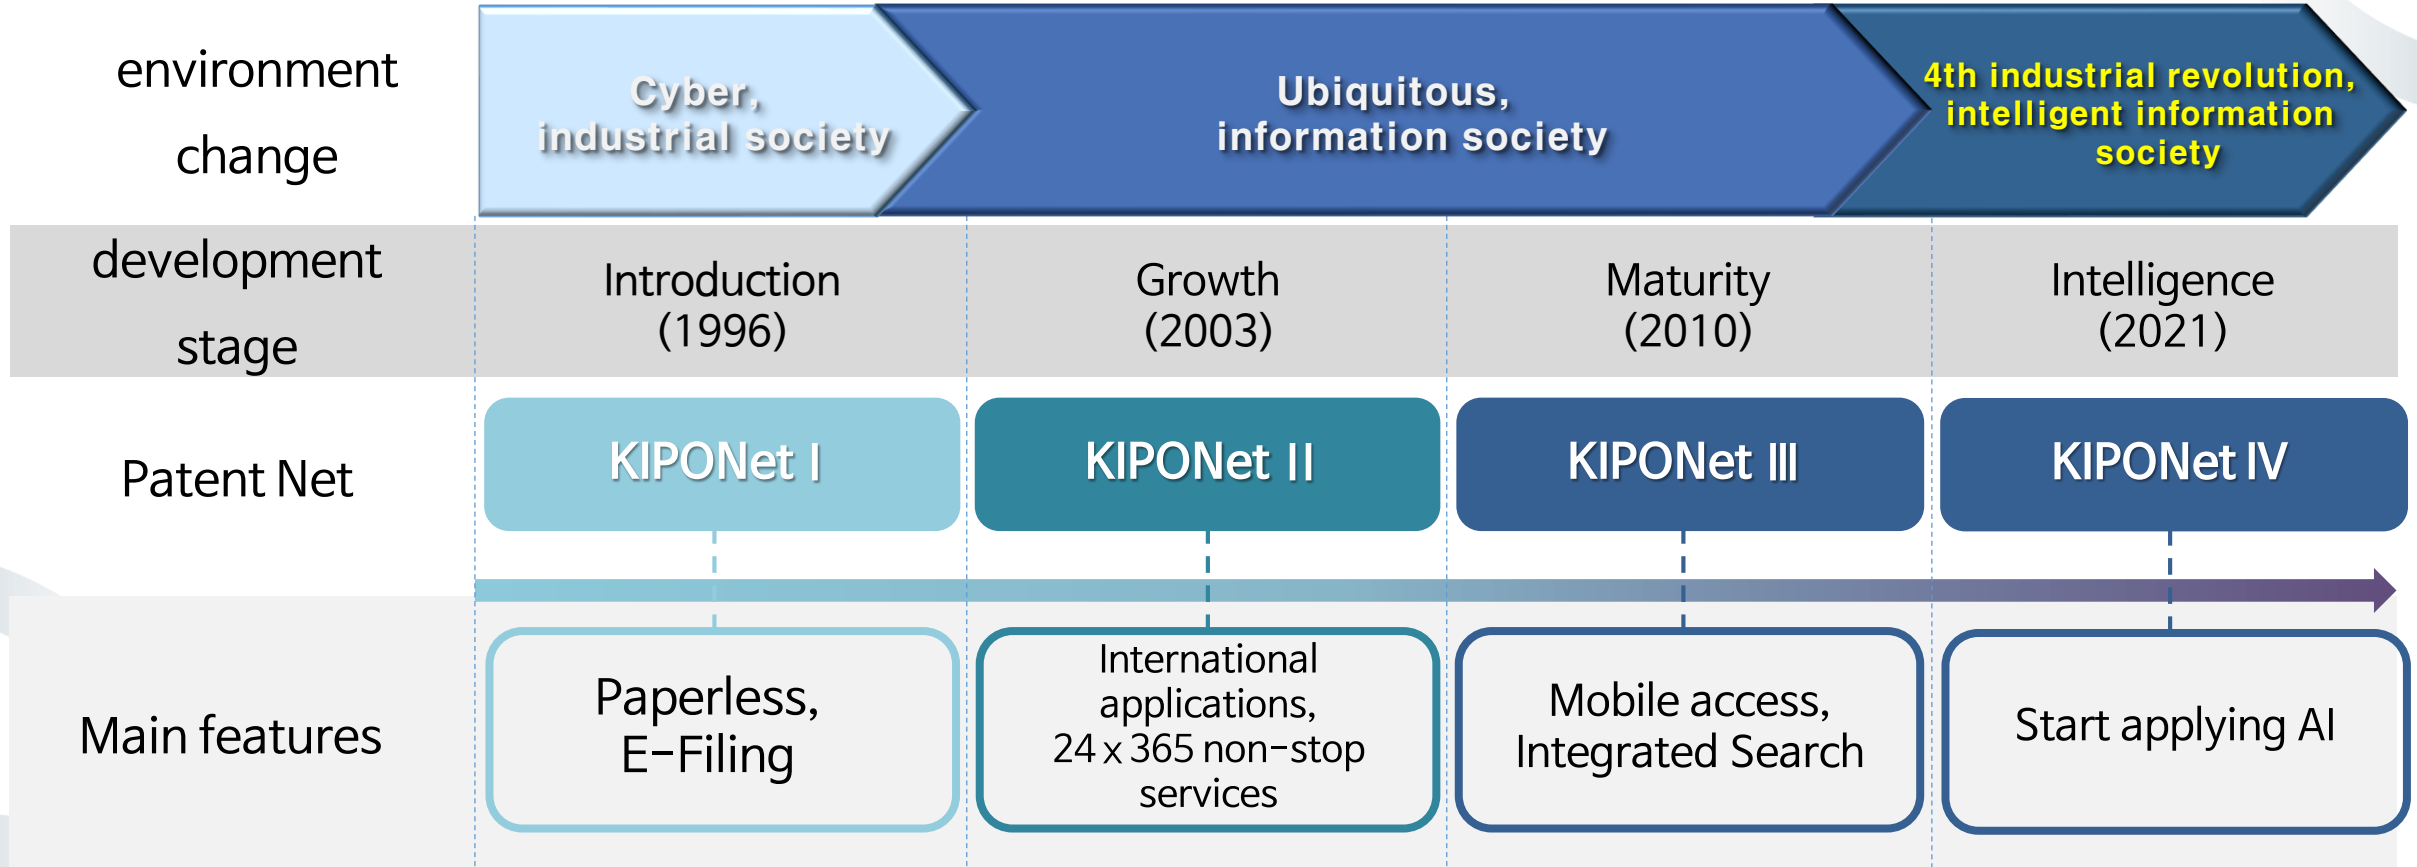 environment
change
Cyber,
industrial society
Ubiquitous,
information society
4th industrial revolution,
intelligent information
society
development
stage
Introduction
(1996)
Growth
(2003)
Maturity
(2010)
Intelligence
(2021)
Patent Net
KIPONet Ⅰ
KIPONet Ⅱ
KIPONet Ⅲ
KIPONet Ⅳ
Main features
Paperless,
E-Filing
International
applications,
24 x 365 non-stop
services
Mobile access,
Integrated Search
Start applying AI